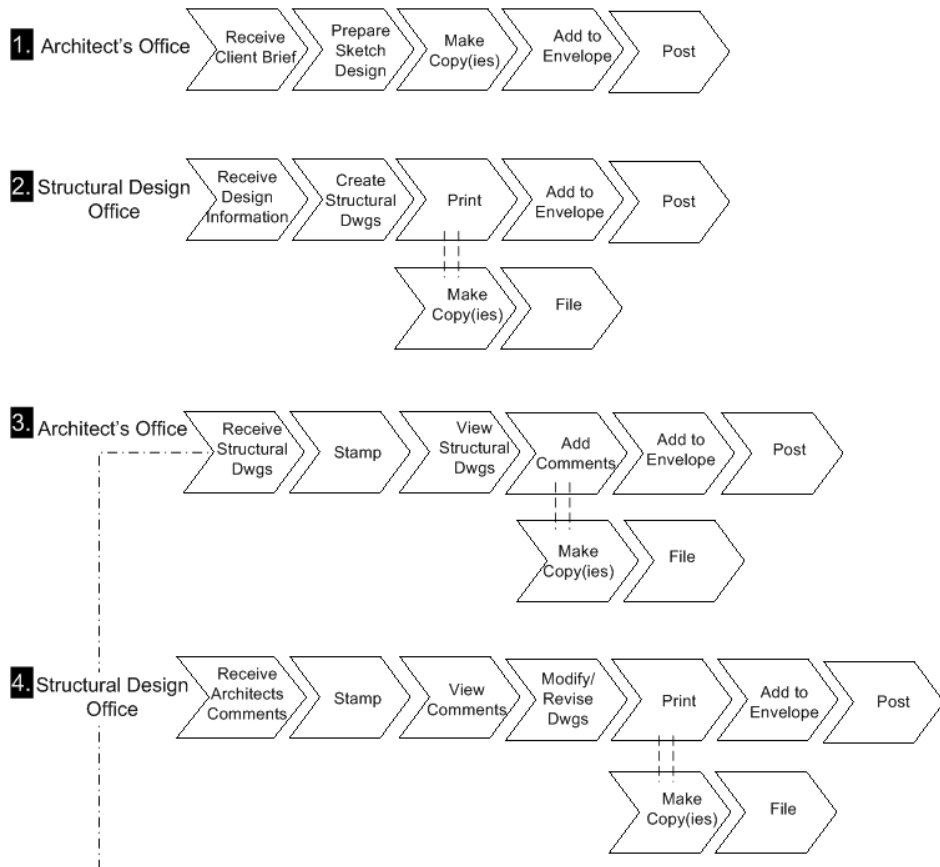 1. Architect's Office
Receive
Client Brief
Prepare
Sketch
Design
Make
Copy(ies)
Add to
Envelope
Post
2. Structural Design
Office
Receive
Design
Information
Create
Structural
Dwgs
Print
Add to
Envelope
Post
Make
Copy(ies)
File
3. Architect's Office
Receive
Structural
Dwgs
Stamp
View
Structural
Dwgs
Add
Comments
Add to
Envelope
Post
Make
Copy(ies)
File
4. Structural Design
Office
Receive
Architects
Comments
Stamp
View
Comments
Modify/
Revise
Dwgs
Print
Add to
Envelope
Post
Make
Copy(ies)
File